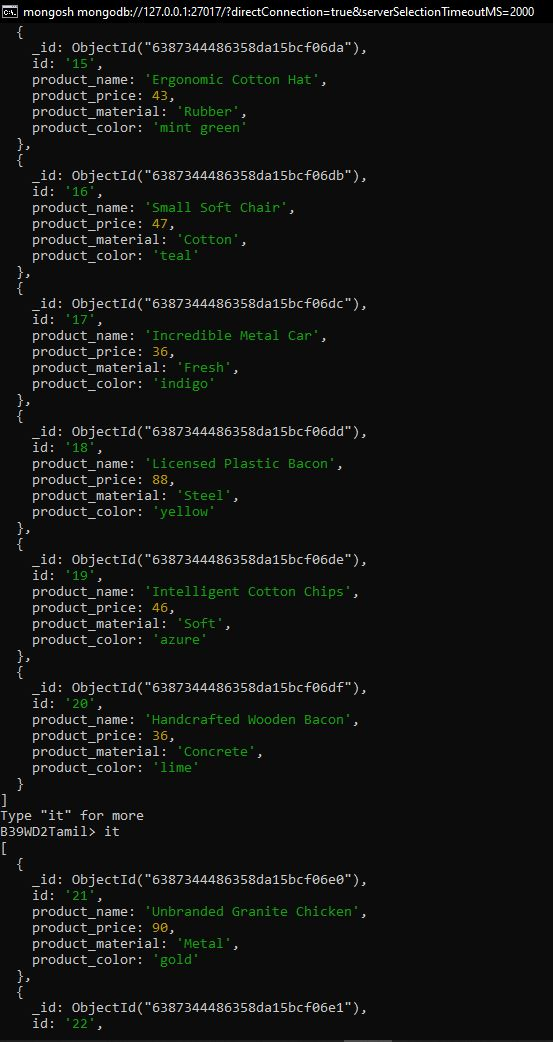 mongosh mongodb://127.0.0.1:27017/?directConnection=true&serverSelectionTimeoutMS=2000
{
_id: ObjectId("6387344486358da15bcf06da"),
id: '15',
product_name: 'Ergonomic Cotton Hat',
product_price: 43,
product_material: 'Rubber',
product_color: 'mint green'
},
{
_id: ObjectId("6387344486358da15bcf06db"),
id: '16',
product_name: 'Small Soft Chair',
product_price: 47,
product_material: 'Cotton',
product_color: 'teal'
},
{
_id: ObjectId("6387344486358da15bcf06dc"),
id: '17',
product_name: 'Incredible Metal Car',
product_price: 36,
product_material: 'Fresh',
product_color: 'indigo'
},
{
_id: ObjectId("6387344486358da15bcf06dd"),
id: '18',
product_name: 'Licensed Plastic Bacon',
product_price: 88,
product_material: 'Steel',
product_color: 'yellow'
},
{
_id: ObjectId("6387344486358da15bcf06de"),
id: '19',
product_name: 'Intelligent Cotton Chips',
product_price: 46,
product_material: 'Soft',
product_color: 'azure'
},
{
_id: ObjectId("6387344486358da15bcf06df"),
id: '20',
product_name: 'Handcrafted Wooden Bacon',
product_price: 36,
product_material: 'Concrete',
product_color: 'lime'
}
]
Type "it" for more
B39WD2Tamil> it
[
{
_id: ObjectId("6387344486358da15bcf06e0"),
id: '21',
product_name: 'Unbranded Granite Chicken',
product_price: 90,
product_material: 'Metal',
product_color: 'gold'
},
{
_id: ObjectId("6387344486358da15bcf06e1"),
id: '22',